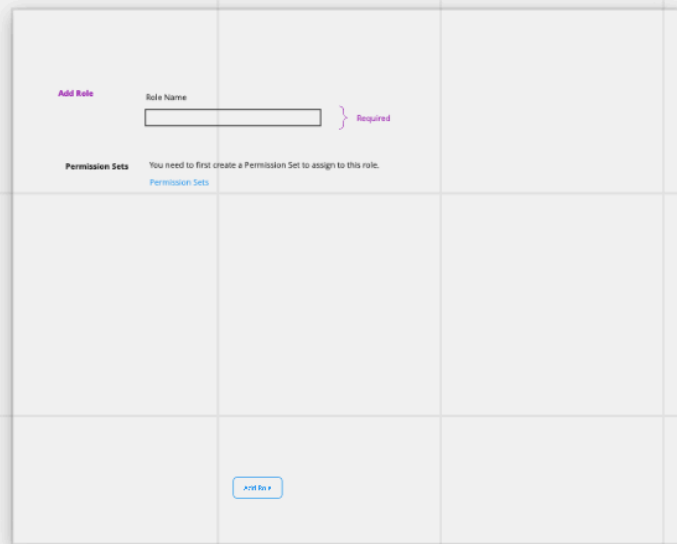 Add Role
Role Name
Required
Permission Sets
You need to first create a Permission Set to assign to this role.
Permission Sets
Add Role